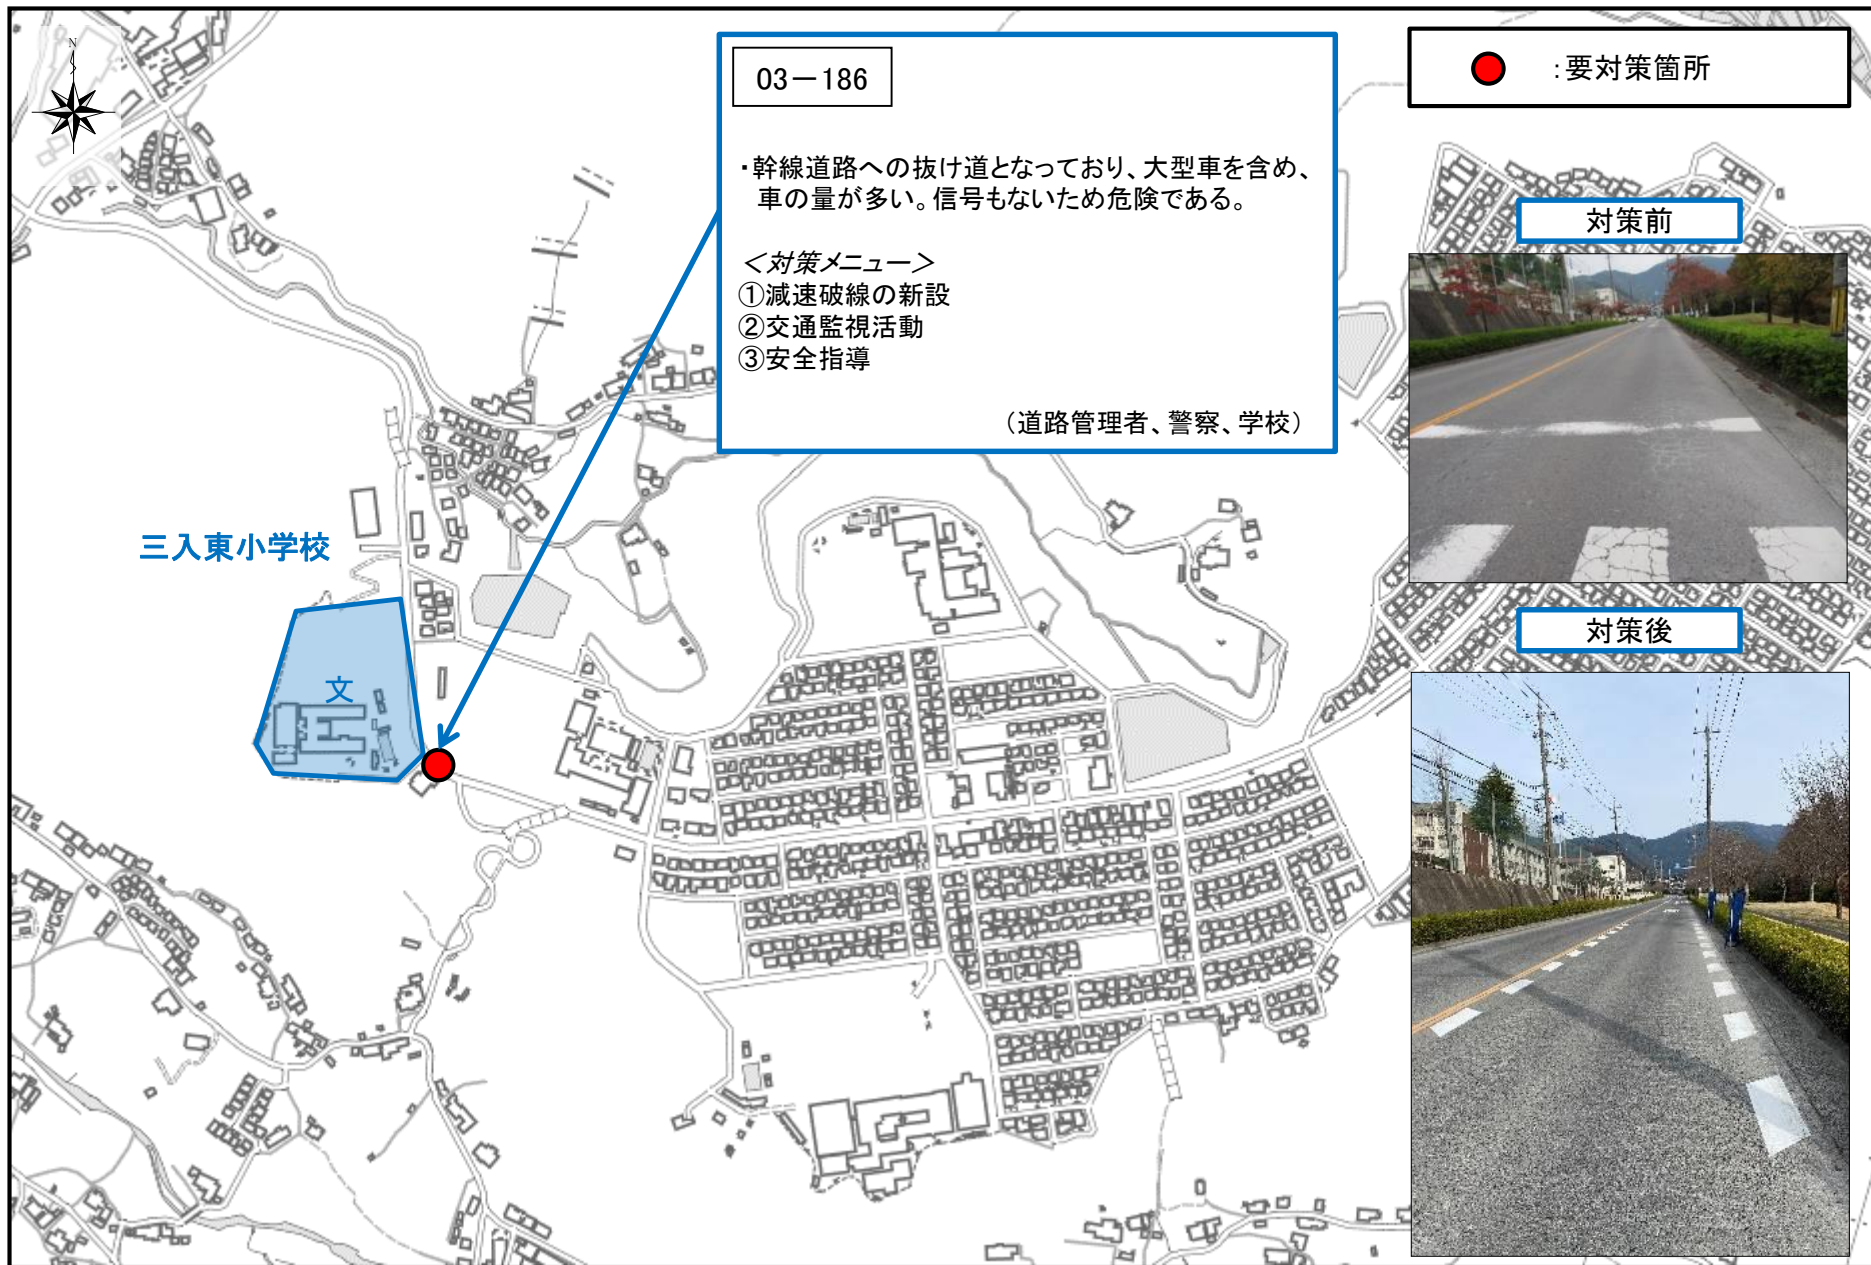 N
03－186
・幹線道路への抜け道となっており、大型車を含め、
車の量が多い。信号もないため危険である。
＜対策メニュー＞
①減速破線の新設
②交通監視活動
③安全指導
（道路管理者、警察、学校）
：要対策箇所
対策前
対策後
三入東小学校
文